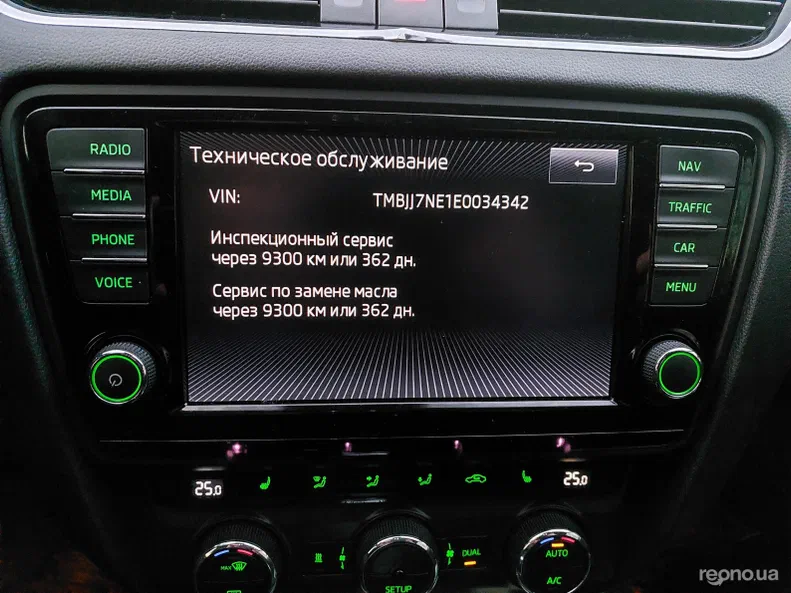 RADIO
MEDIA
PHONE
VOICE
Техническое обслуживание
VIN: TMBJJ7NE1E0034342
Инспекционный сервис
через 9300 км или 362 дн.
Сервис по замене масла
через 9300 км или 362 дн.
NAV
TRAFFIC
CAR
MENU
25.0
25.0
MAX
SETUP
DUAL
AUTO
A/C
reono.ua